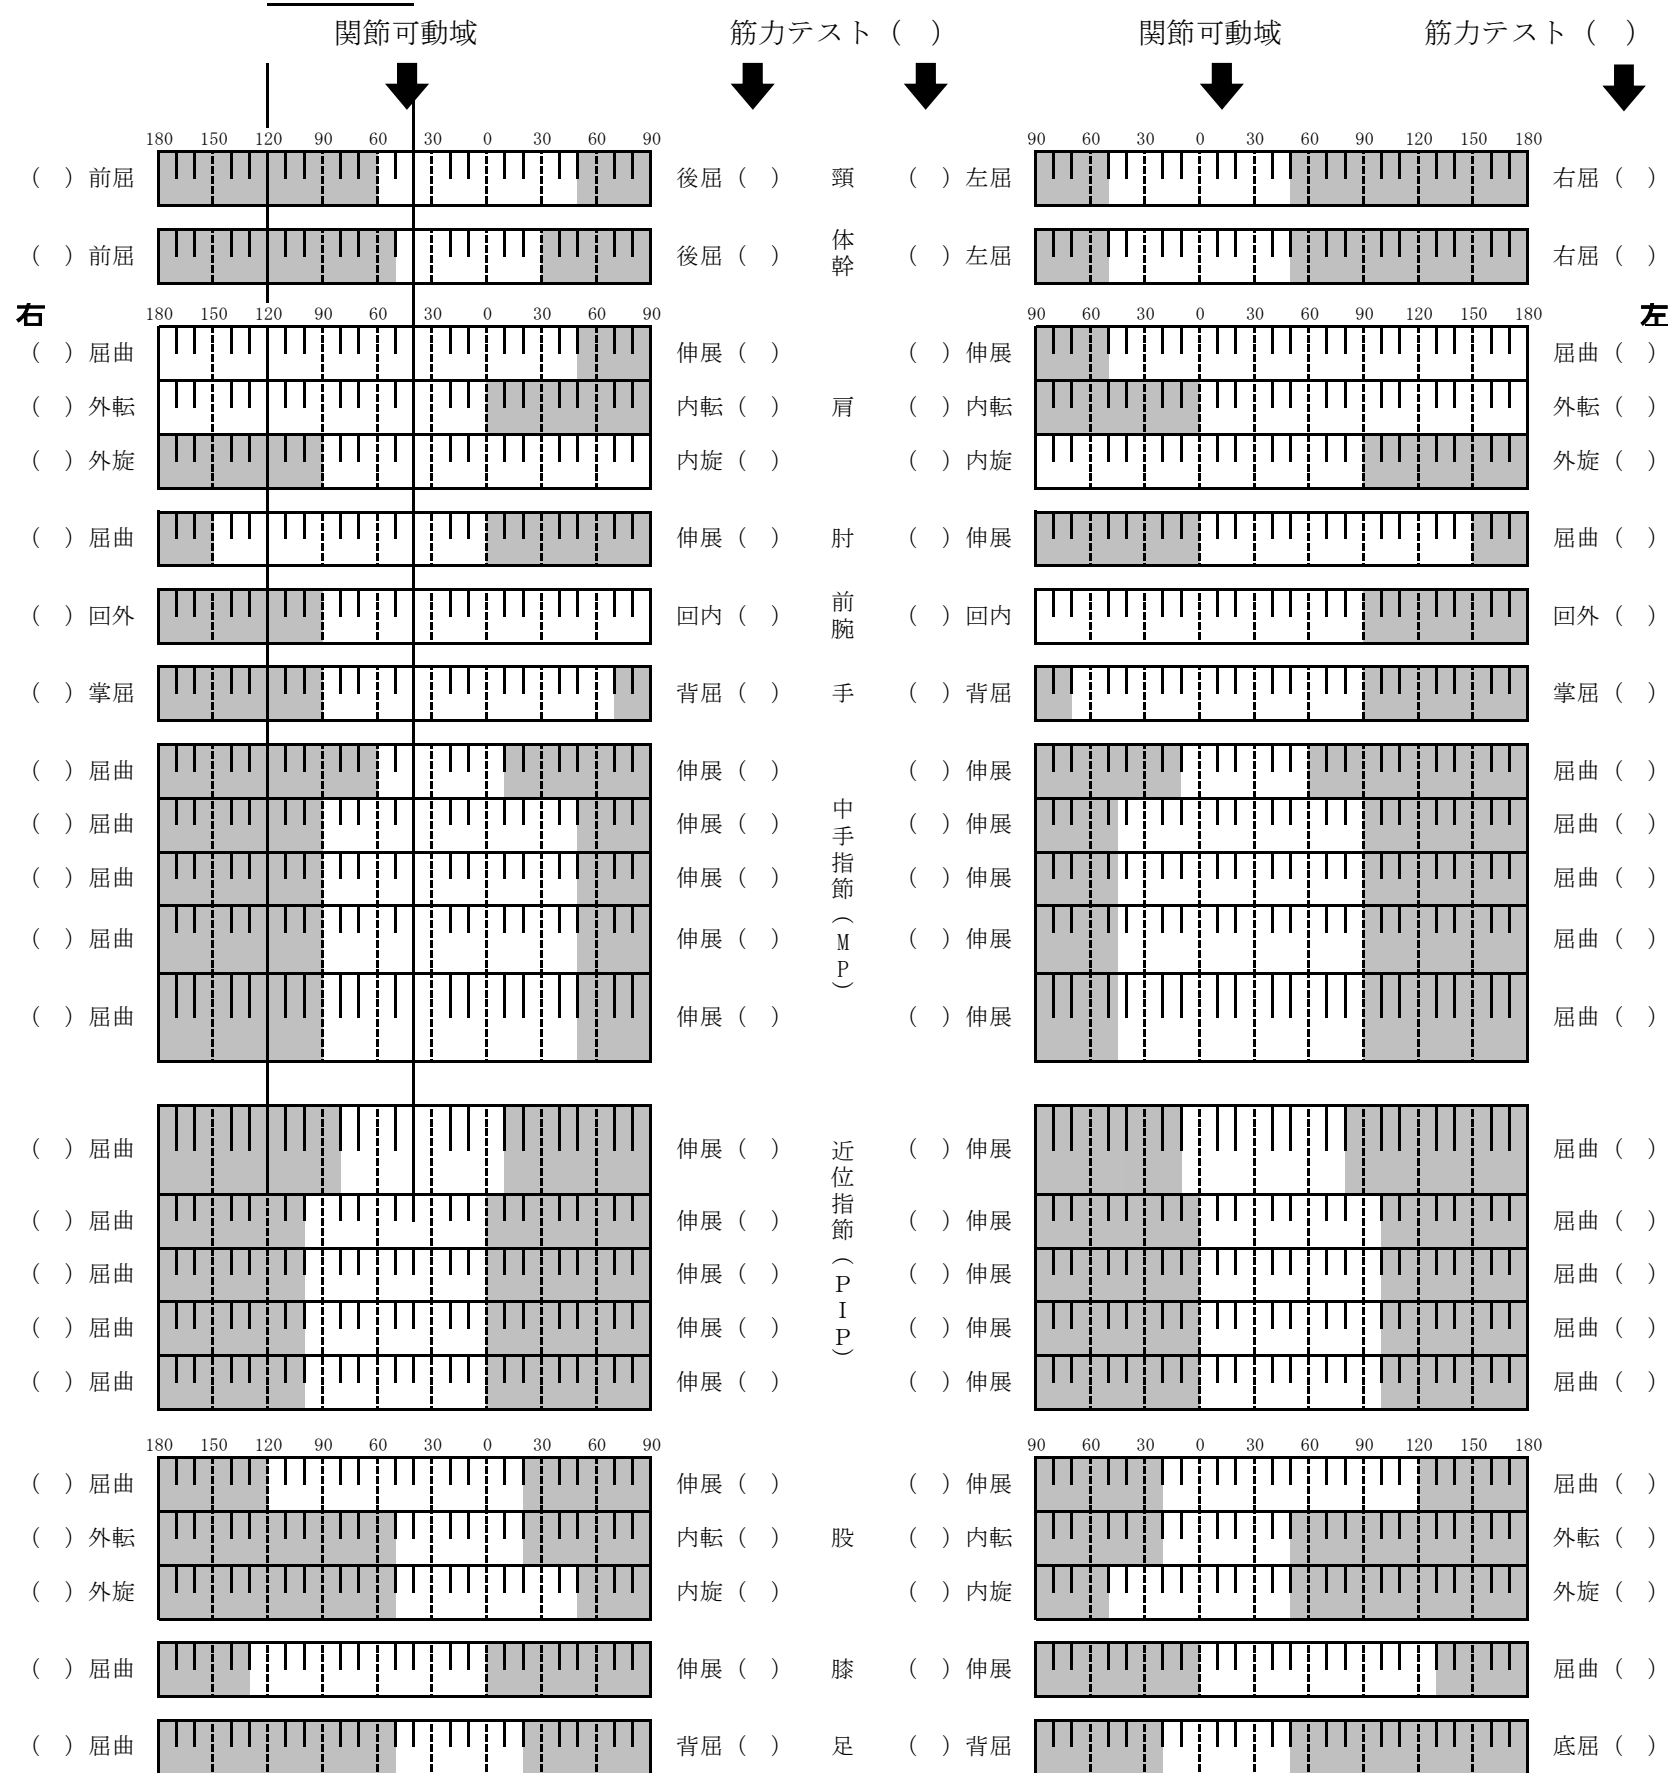 関節可動域 筋力テスト（ ） 関節可動域 筋力テスト（ ）
180 150 120 90 60 30 0 30 60 90 90 60 30 0 30 60 90 120 150 180
（ ）前屈 後屈（ ） 頸 （ ）左屈 右屈（ ）
（ ）前屈 後屈（ ） 体幹 （ ）左屈 右屈（ ）
右 180 150 120 90 60 30 0 30 60 90 90 60 30 0 30 60 90 120 150 180 左
（ ）屈曲 伸展（ ） （ ）伸展 屈曲（ ）
（ ）外転 内転（ ） 肩 （ ）内転 外転（ ）
（ ）外旋 内旋（ ） （ ）内旋 外旋（ ）
（ ）屈曲 伸展（ ） 肘 （ ）伸展 屈曲（ ）
（ ）回外 回内（ ） 前腕 （ ）回内 回外（ ）
（ ）掌屈 背屈（ ） 手 （ ）背屈 掌屈（ ）
中手指節（MP）
（ ）屈曲 伸展（ ） （ ）伸展 屈曲（ ）
（ ）屈曲 伸展（ ） （ ）伸展 屈曲（ ）
（ ）屈曲 伸展（ ） （ ）伸展 屈曲（ ）
（ ）屈曲 伸展（ ） （ ）伸展 屈曲（ ）
（ ）屈曲 伸展（ ） （ ）伸展 屈曲（ ）
近位指節（PIP）
（ ）屈曲 伸展（ ） （ ）伸展 屈曲（ ）
（ ）屈曲 伸展（ ） （ ）伸展 屈曲（ ）
（ ）屈曲 伸展（ ） （ ）伸展 屈曲（ ）
（ ）屈曲 伸展（ ） （ ）伸展 屈曲（ ）
（ ）屈曲 伸展（ ） （ ）伸展 屈曲（ ）
180 150 120 90 60 30 0 30 60 90 90 60 30 0 30 60 90 120 150 180
（ ）屈曲 伸展（ ） （ ）伸展 屈曲（ ）
（ ）外転 内転（ ） 股 （ ）内転 外転（ ）
（ ）外旋 内旋（ ） （ ）内旋 外旋（ ）
（ ）屈曲 伸展（ ） 膝 （ ）伸展 屈曲（ ）
（ ）屈曲 背屈（ ） 足 （ ）背屈 底屈（ ）